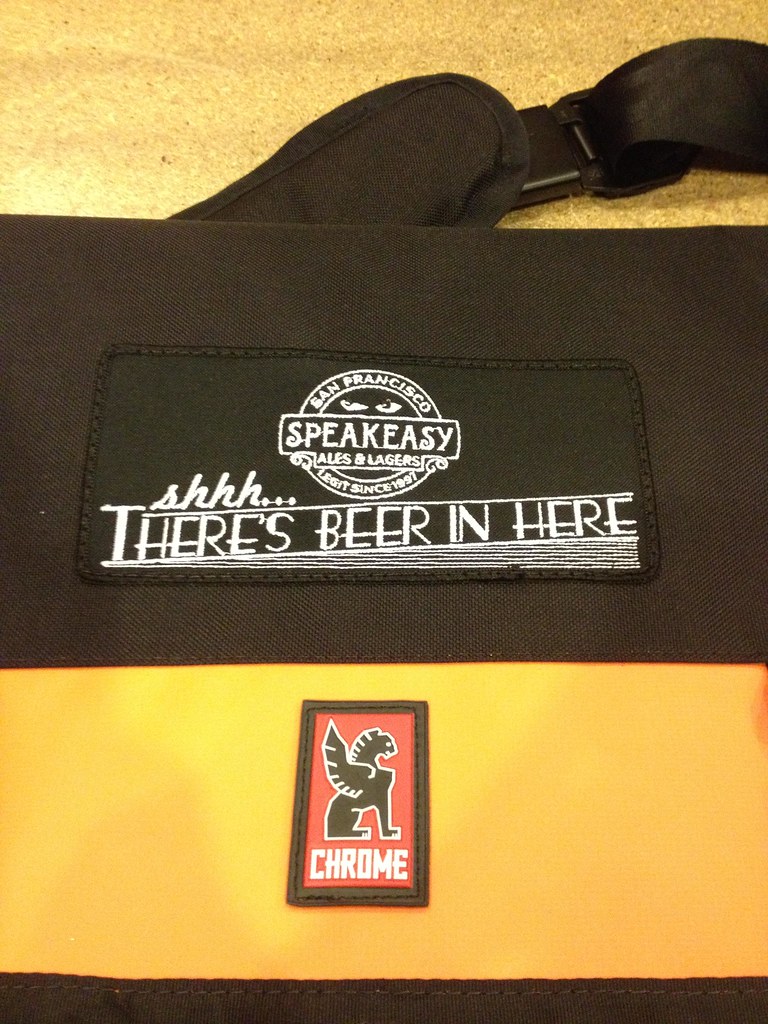 SAN FRANCISCO
SPEAKEASY
ALES & LAGERS
LEGIT SINCE 1997
shhh...
THERE'S BEER IN HERE
CHROME